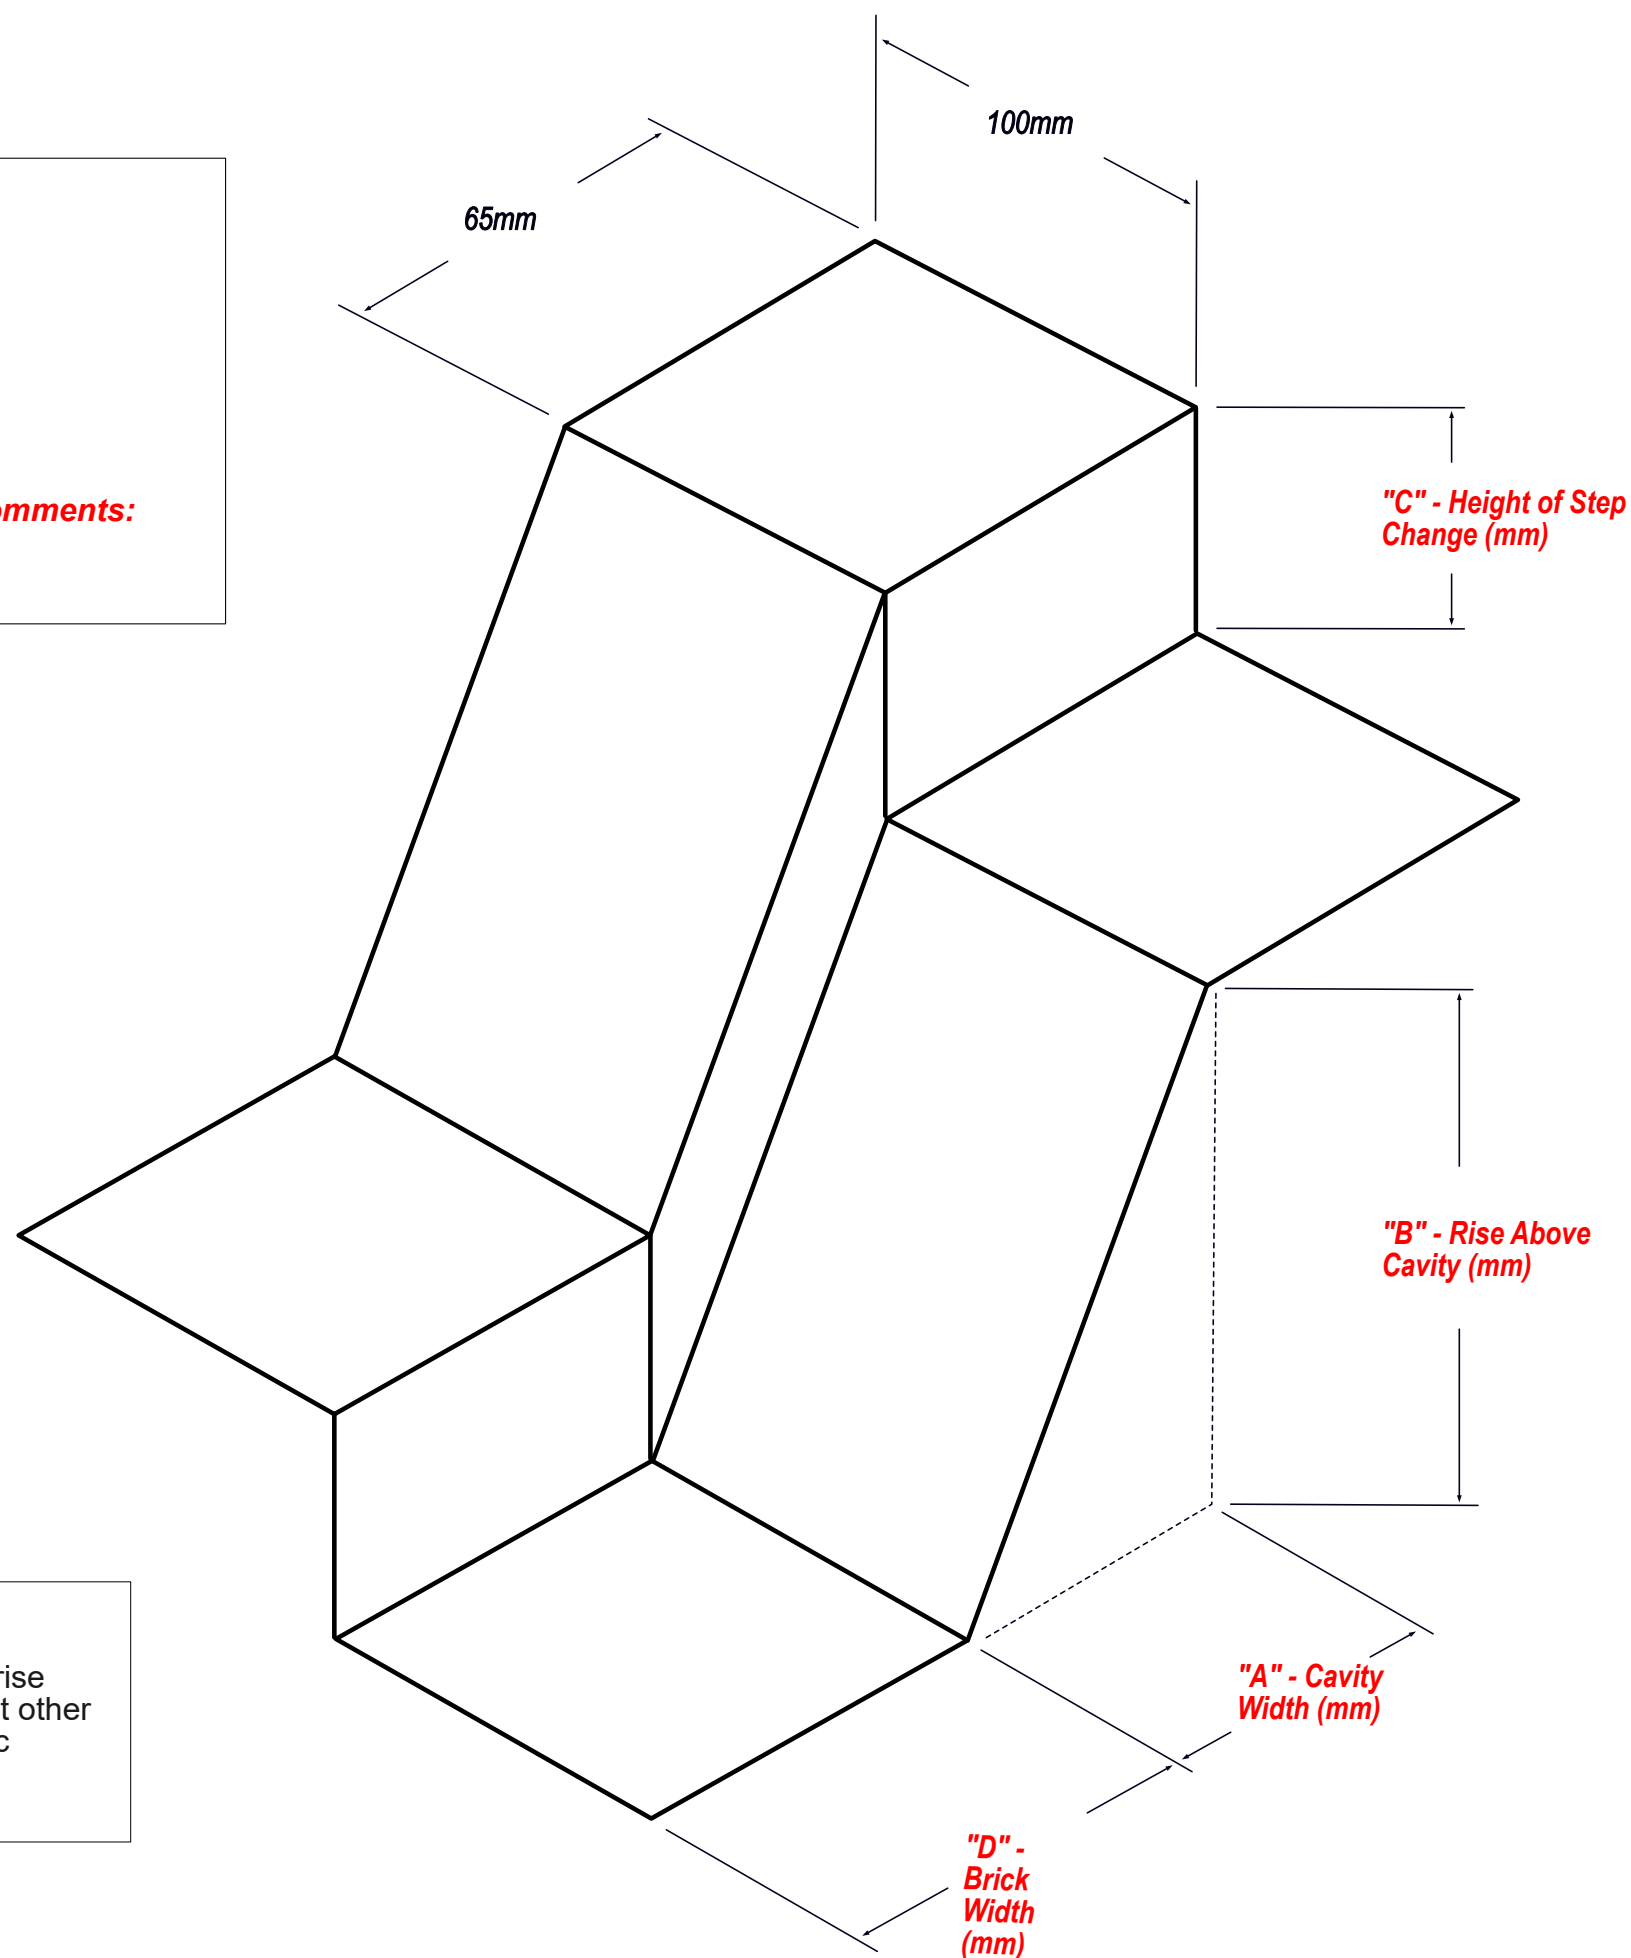 100mm
65mm
"C" - Height of Step
Change (mm)
omments:
"B" - Rise Above
Cavity (mm)
rise
t other
c
"A" - Cavity
Width (mm)
"D" -
Brick
Width
(mm)